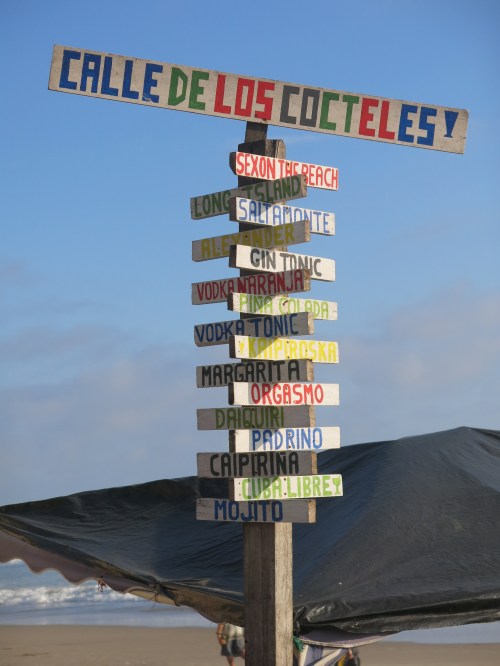 CALLE DE LOS COCTELES!
SEX ON THE BEACH
LONG ISLAND
SALTAMONTE
ALEXANDER
GIN TONIC
VODKA NARANJA
PIÑA COLADA
VODKA TONIC
Y KAIPIROSKA
MARGARITA
ORGASMO
DAIQUIRI
PADRINO
CAIPIRIÑA
CUBA LIBRE!
MOJITO